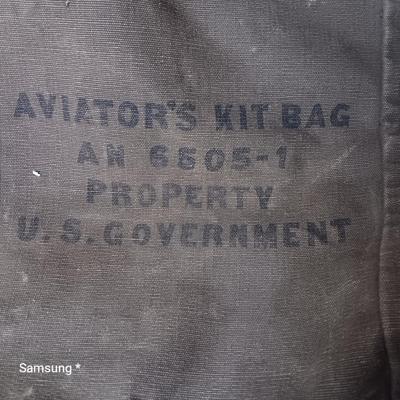 AVIATOR'S KIT BAG
AN 6505-1
PROPERTY
U.S.GOVERNMENT
Samsung *